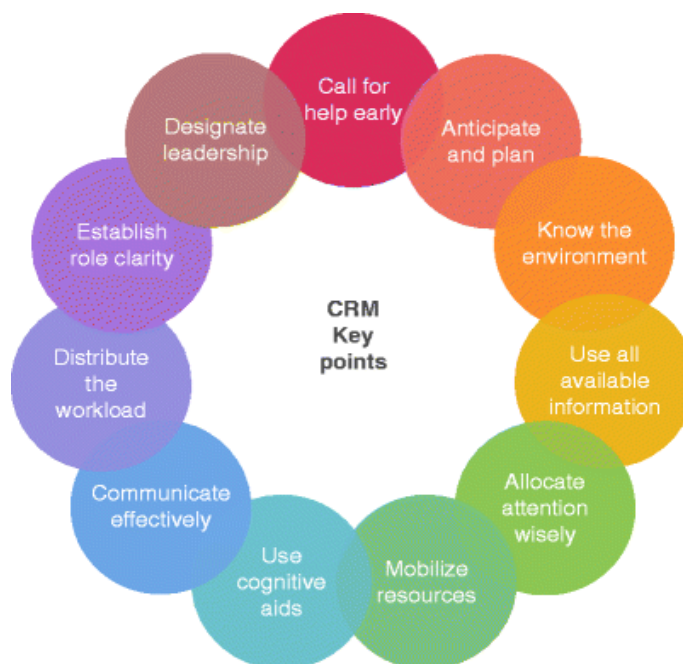 Call for
help early
Anticipate
and plan
Know the
environment
Use all
available
information
Allocate
attention
wisely
Mobilize
resources
Use
cognitive
aids
Communicate
effectively
Distribute
the
workload
Establish
role clarity
Designate
leadership
CRM
Key
points